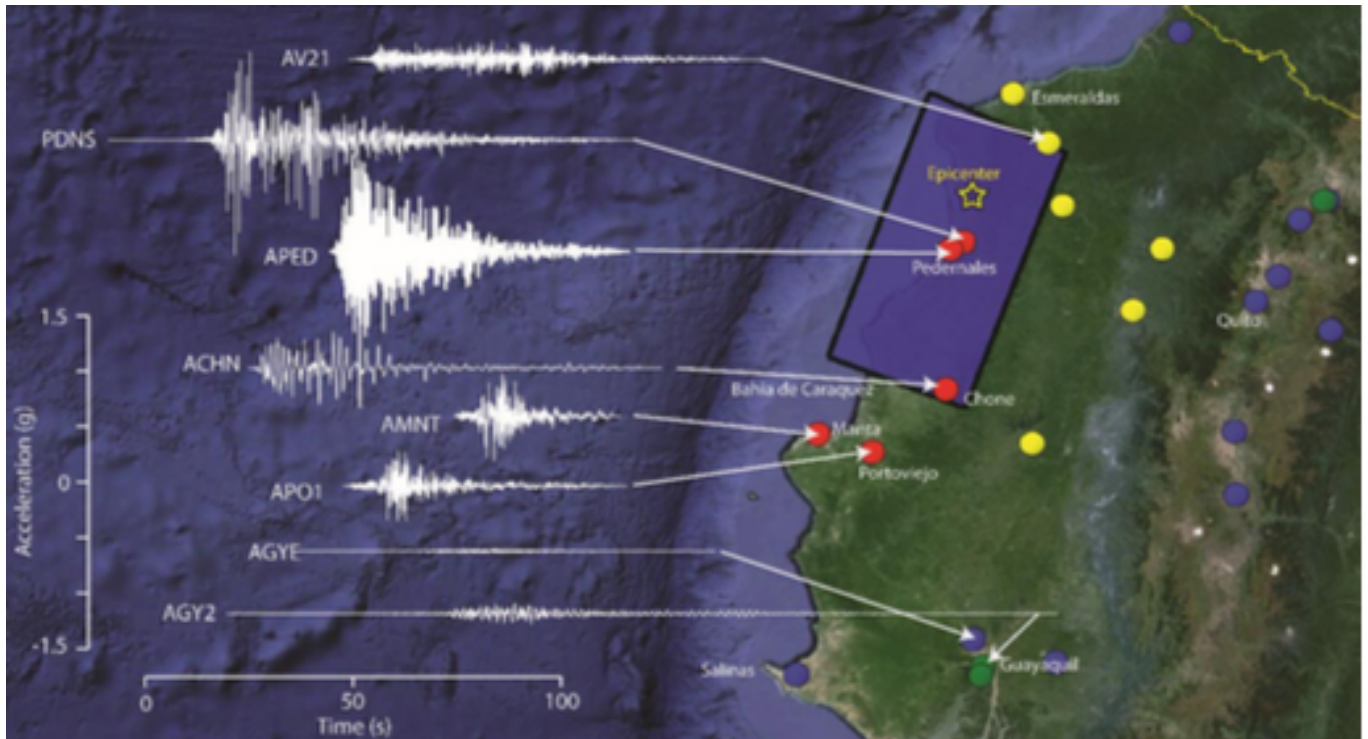 AV21
PDNS
APED
ACHN
AMNT
APO1
AGYE
AGY2
1.5
0
-1.5
Acceleration (g)
0
50
100
Time (s)
Esmeraldas
Epicenter
Pedernales
Quito
Bahia de Caraquez
Chone
Manta
Portoviejo
Salinas
Guayaquil